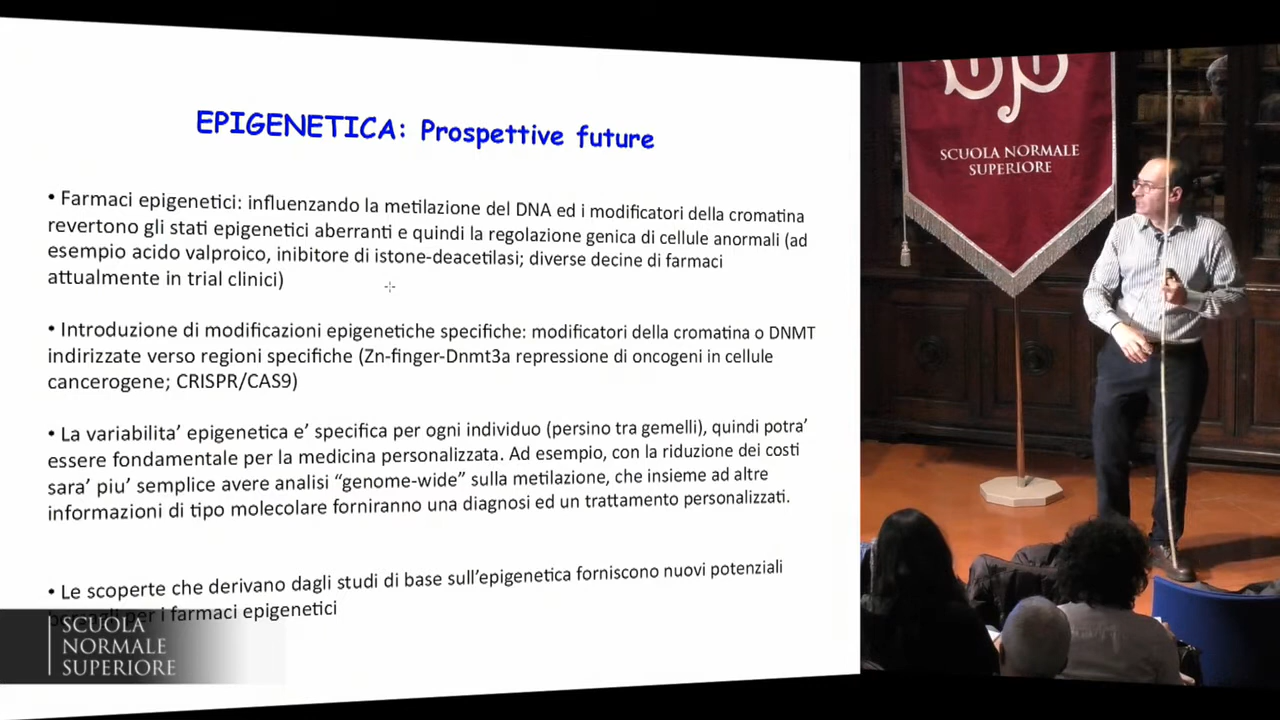 EPIGENETICA: Prospettive future
• Farmaci epigenetici: influenzando la metilazione del DNA ed i modificatori della cromatina
revertono gli stati epigenetici aberranti e quindi la regolazione genica di cellule anormali (ad
esempio acido valproico, inibitore di istone-deacetilasi; diverse decine di farmaci
attualmente in trial clinici)
• Introduzione di modificazioni epigenetiche specifiche: modificatori della cromatina o DNMT
indirizzate verso regioni specifiche (Zn-finger-Dnmt3a repressione di oncogeni in cellule
cancerogene; CRISPR/CAS9)
• La variabilita' epigenetica e' specifica per ogni individuo (persino tra gemelli), quindi potra'
essere fondamentale per la medicina personalizzata. Ad esempio, con la riduzione dei costi
sara' piu' semplice avere analisi "genome-wide" sulla metilazione, che insieme ad altre
informazioni di tipo molecolare forniranno una diagnosi ed un trattamento personalizzati.
• Le scoperte che derivano dagli studi di base sull'epigenetica forniscono nuovi potenziali
per i farmaci epigenetici
SCUOLA
NORMALE
SUPERIORE
SCUOLA NORMALE
SUPERIORE